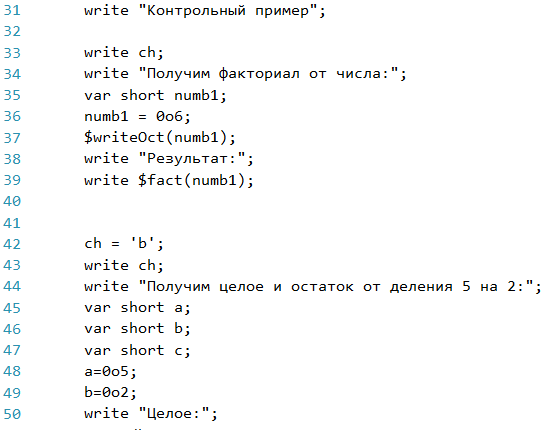 31 write "Контрольный пример";
32
33 write ch;
34 write "Получим факториал от числа:";
35 var short numb1;
36 numb1 = 0o6;
37 $writeOct(numb1);
38 write "Результат:";
39 write $fact(numb1);
40
41
42 ch = 'b';
43 write ch;
44 write "Получим целое и остаток от деления 5 на 2:";
45 var short a;
46 var short b;
47 var short c;
48 a=0o5;
49 b=0o2;
50 write "Целое:";